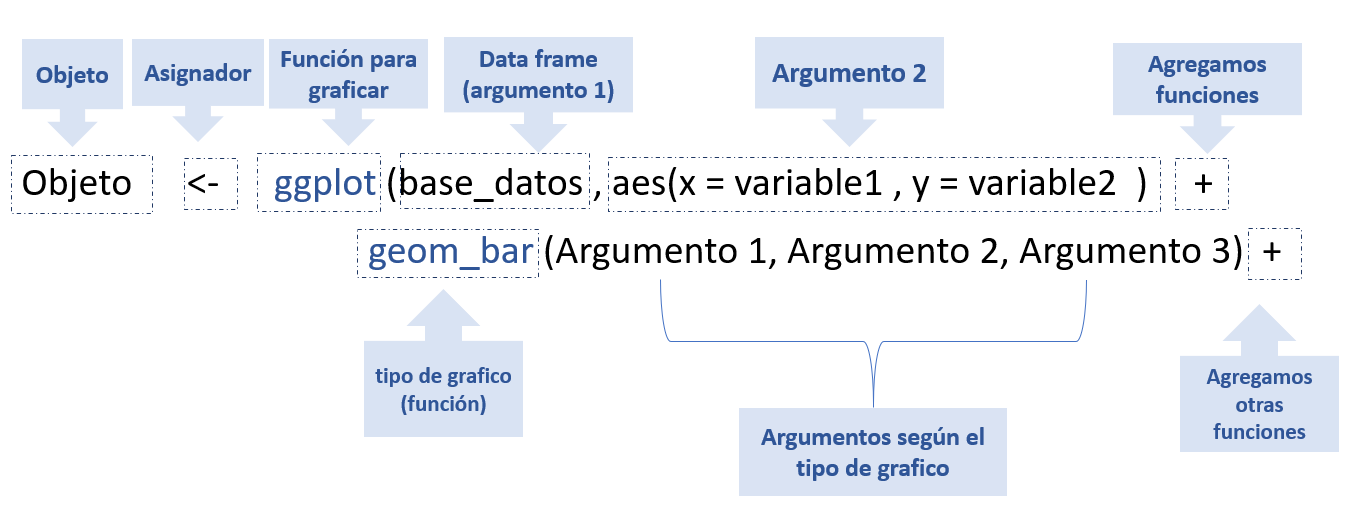 Objeto
Asignador
Función para
graficar
Data frame
(argumento 1)
Argumento 2
Agregamos
funciones
Objeto <- ggplot (base_datos , aes(x = variable1 , y = variable2 ) +
geom_bar (Argumento 1, Argumento 2, Argumento 3) +
tipo de grafico
(función)
Argumentos según el
tipo de grafico
Agregamos
otras
funciones